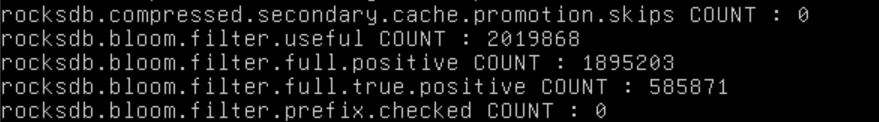 rocksdb.compressed.secondary.cache.promotion.skips COUNT : 0
rocksdb.bloom.filter.useful COUNT : 2019868
rocksdb.bloom.filter.full.positive COUNT : 1895203
rocksdb.bloom.filter.full.true.positive COUNT : 585871
rocksdb.bloom.filter.prefix.checked COUNT : 0